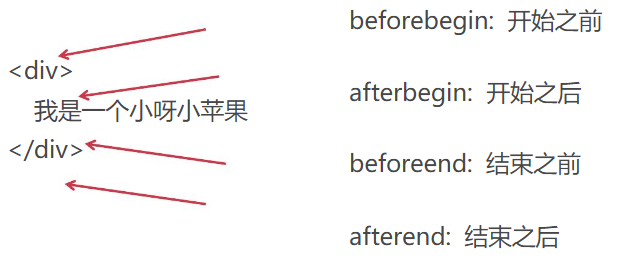 <div>
我是一个小呀小苹果
</div>
beforebegin: 开始之前
afterbegin: 开始之后
beforeend: 结束之前
afterend: 结束之后